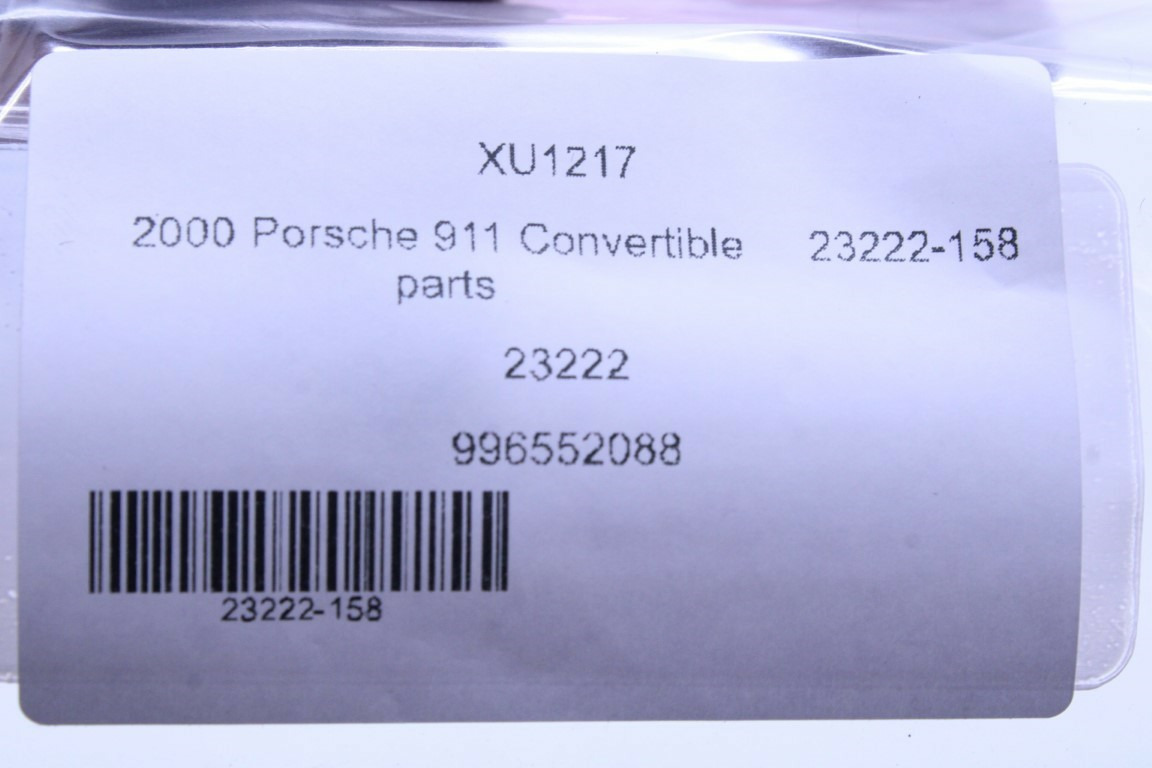 XU1217
2000 Porsche 911 Convertible 23222-158
parts
23222
996552088
23222-158